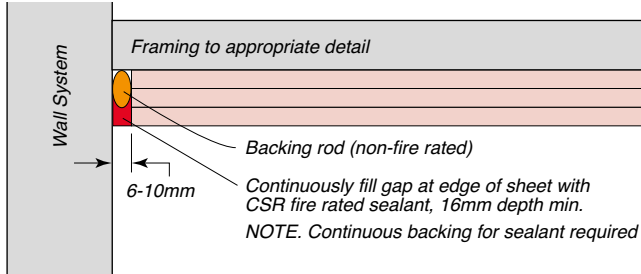 Framing to appropriate detail
Wall System
Backing rod (non-fire rated)
6-10mm
Continuously fill gap at edge of sheet with
CSR fire rated sealant, 16mm depth min.
NOTE. Continuous backing for sealant required